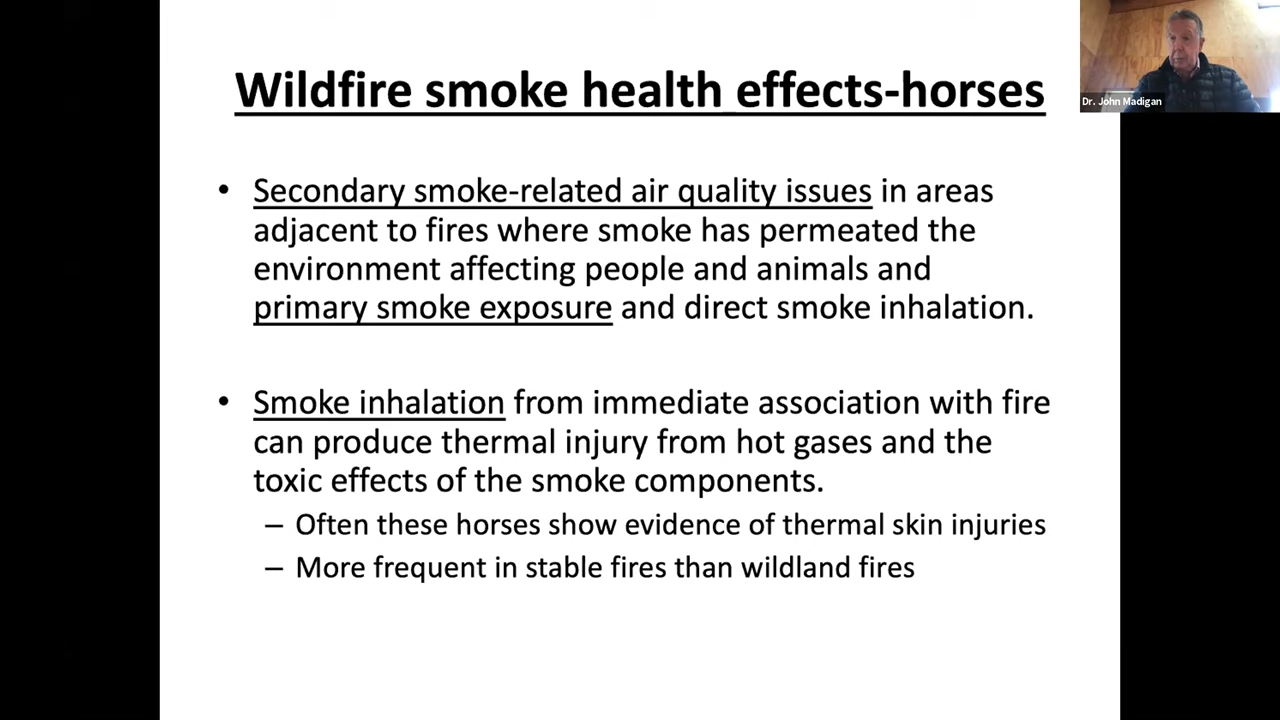 Wildfire smoke health effects-horses
Dr. John Madigan
• Secondary smoke-related air quality issues in areas
adjacent to fires where smoke has permeated the
environment affecting people and animals and
primary smoke exposure and direct smoke inhalation.
• Smoke inhalation from immediate association with fire
can produce thermal injury from hot gases and the
toxic effects of the smoke components.
– Often these horses show evidence of thermal skin injuries
– More frequent in stable fires than wildland fires